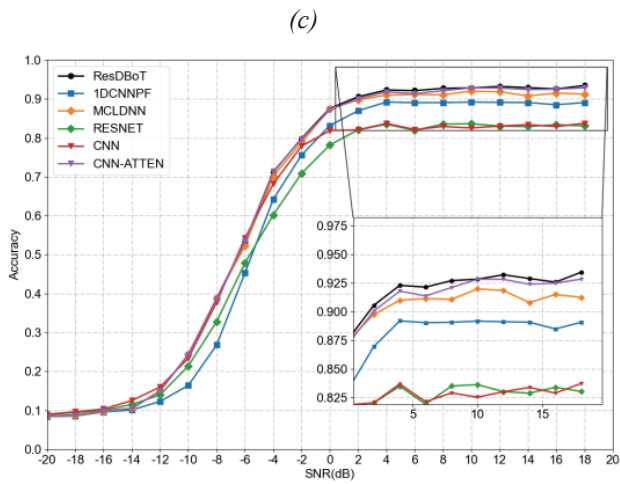 (c)
1.0
0.9
0.8
0.7
0.6
0.5
0.4
0.3
0.2
0.1
0.0
Accuracy
ResDBoT
1DCNNPF
MCLDNN
RESNET
CNN
CNN-ATTEN
0.975
0.950
0.925
0.900
0.875
0.850
0.825
5 10 15
-20 -18 -16 -14 -12 -10 -8 -6 -4 -2 0 2 4 6 8 10 12 14 16 18 20
SNR(dB)